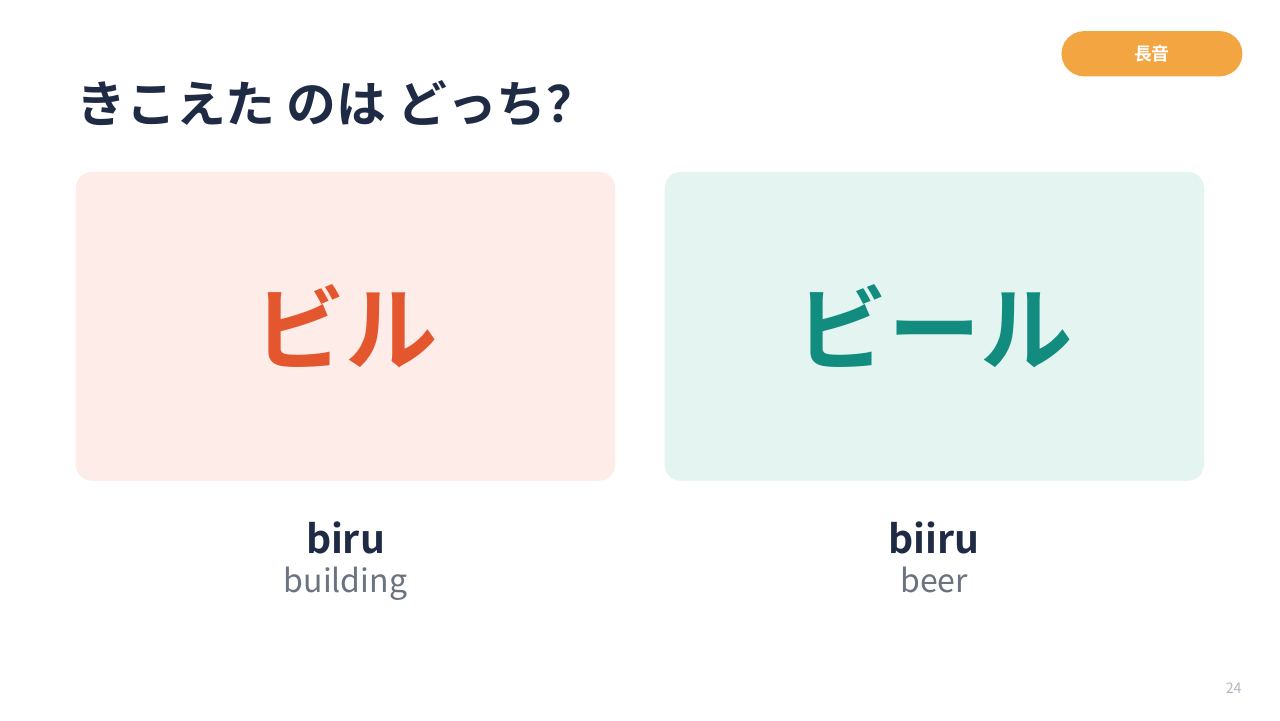 長音
きこえた のは どっち?
ビル
ビール
biru
building
biiru
beer
24